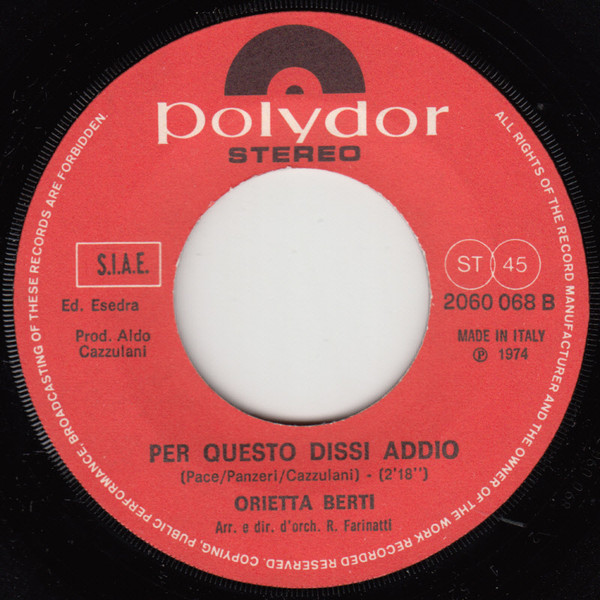 polydor
STEREO
S.I.A.E.
Ed. Esedra
Prod. Aldo
Cazzulani
ST 45
2060 068 B
MADE IN ITALY
℗ 1974
PER QUESTO DISSI ADDIO
(Pace/Panzeri/Cazzulani) - (2'18'')
ORIETTA BERTI
Arr. e dir. d'orch. R. Farinatti
ALL RIGHTS OF THE RECORD MANUFACTURER AND THE OWNER OF THE WORK RECORDED RESERVED. COPYING, PUBLIC PERFORMANCE, BROADCASTING OF THESE RECORDS ARE FORBIDDEN.